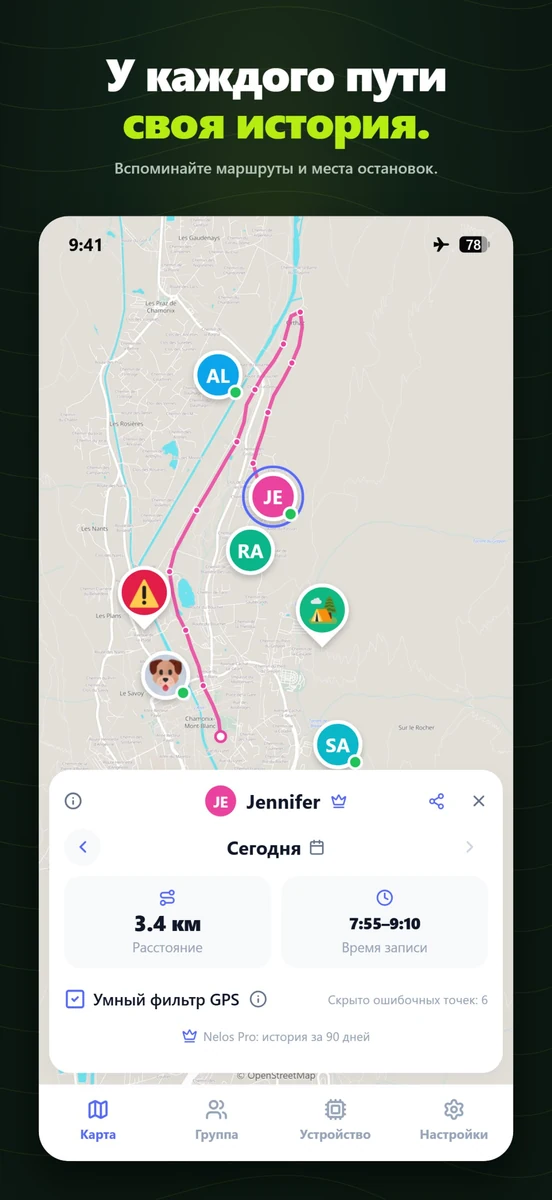 У каждого пути
своя история.
Вспоминайте маршруты и места остановок.
9:41
78
Les Gaudenays
Les Praz de
Chamonix
AL
Les Rosières
JE
Les Nants
RA
Les Plans
Le Savoy
Chamonix-
Mont-Blanc
Sur le Rocher
SA
JE Jennifer
Сегодня
3.4 км
7:55–9:10
Расстояние
Время записи
Умный фильтр GPS
Скрыто ошибочных точек: 6
Nelos Pro: история за 90 дней
© OpenStreetMap
Карта
Группа
Устройство
Настройки